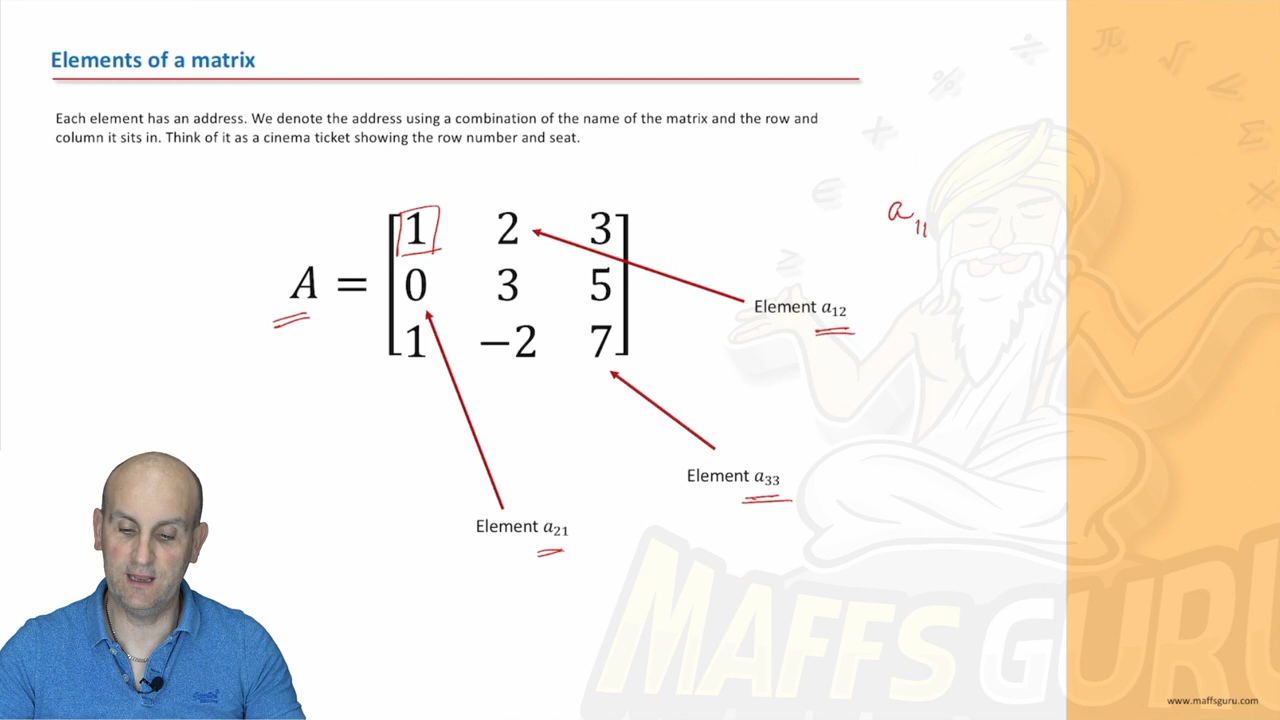 Elements of a matrix
Each element has an address. We denote the address using a combination of the name of the matrix and the row and
column it sits in. Think of it as a cinema ticket showing the row number and seat.
a₁₁
A = [1 2 3
0 3 5
1 −2 7]
Element a₁₂
Element a₃₃
Element a₂₁
MAFFS GURU
www.maffsguru.com